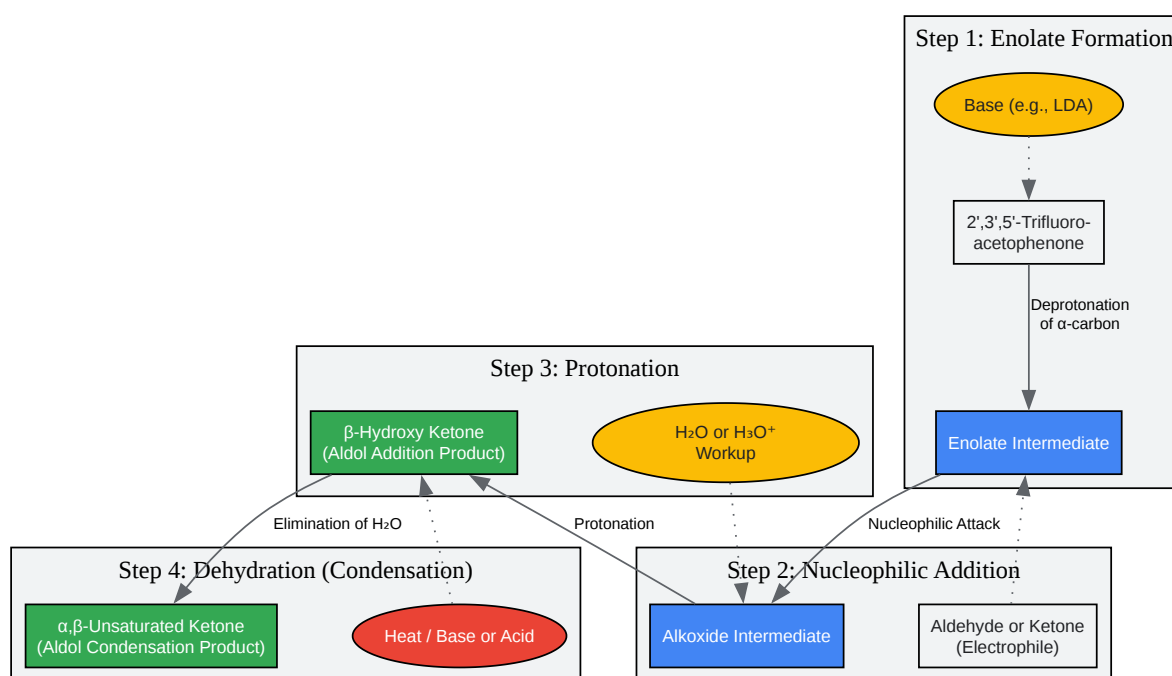 Step 1: Enolate Formation
Base (e.g., LDA)
2',3',5'-Trifluoro-
acetophenone
Deprotonation
of α-carbon
Enolate Intermediate
Step 3: Protonation
β-Hydroxy Ketone
(Aldol Addition Product)
H₂O or H₃O⁺
Workup
Elimination of H₂O
Protonation
Nucleophilic Attack
Step 4: Dehydration (Condensation)
α,β-Unsaturated Ketone
(Aldol Condensation Product)
Heat / Base or Acid
Step 2: Nucleophilic Addition
Alkoxide Intermediate
Aldehyde or Ketone
(Electrophile)